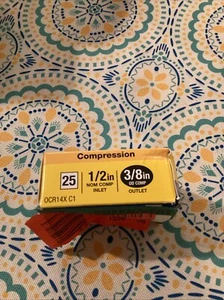 Compression
25 1/2in 3/8in
NOM COMP OD COMP
INLET OUTLET
OCR14X C1